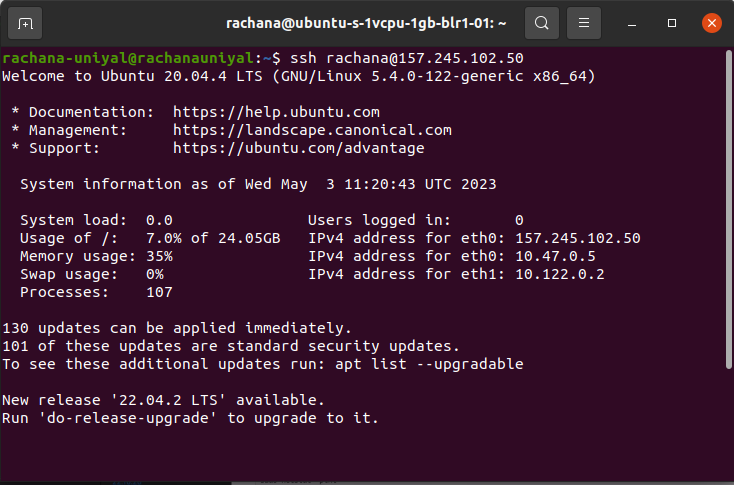 rachana@ubuntu-s-1vcpu-1gb-blr1-01: ~
rachana-uniyal@rachanauniyal:~$ ssh rachana@157.245.102.50
Welcome to Ubuntu 20.04.4 LTS (GNU/Linux 5.4.0-122-generic x86_64)
* Documentation:  https://help.ubuntu.com
* Management:     https://landscape.canonical.com
* Support:        https://ubuntu.com/advantage
System information as of Wed May  3 11:20:43 UTC 2023
System load:  0.0               Users logged in:       0
Usage of /:   7.0% of 24.05GB   IPv4 address for eth0: 157.245.102.50
Memory usage: 35%               IPv4 address for eth0: 10.47.0.5
Swap usage:   0%                IPv4 address for eth1: 10.122.0.2
Processes:    107
130 updates can be applied immediately.
101 of these updates are standard security updates.
To see these additional updates run: apt list --upgradable
New release '22.04.2 LTS' available.
Run 'do-release-upgrade' to upgrade to it.